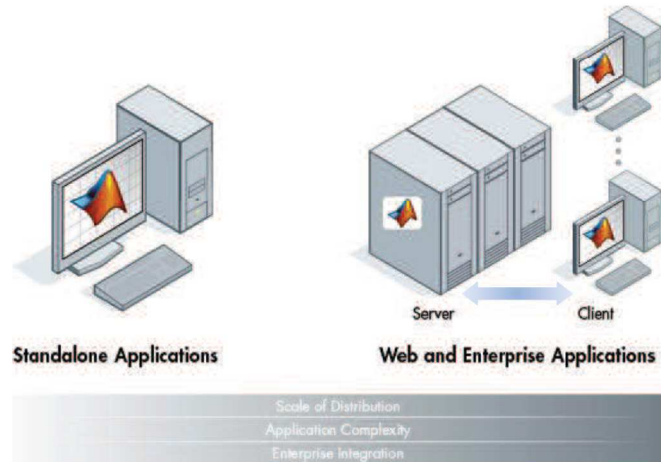 Server
Client
Standalone Applications
Web and Enterprise Applications
Scale of Distribution
Application Complexity
Enterprise Integration